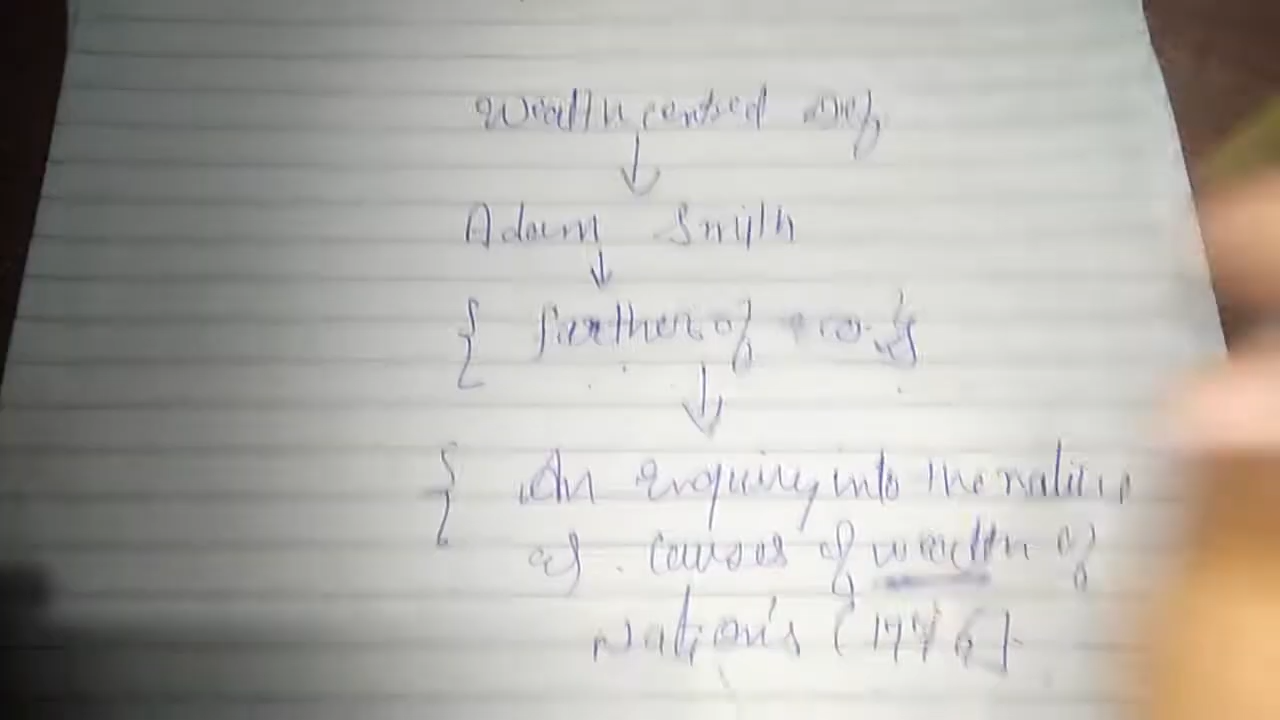 Wealth centred Def
Adam Smith
Father of eco's
An enquiry into the nature
of causes of wealth of
Nation's (1776)